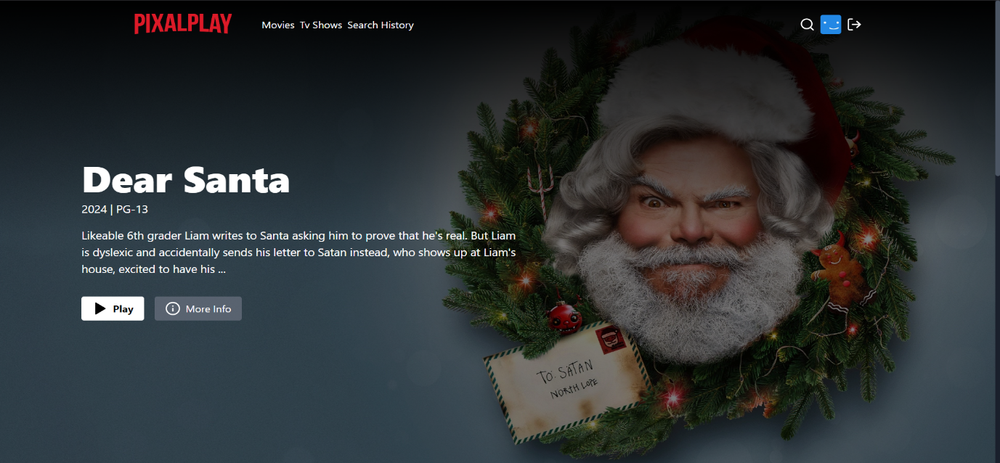 PIXALPLAY
Movies Tv Shows Search History
Dear Santa
2024 | PG-13
Likeable 6th grader Liam writes to Santa asking him to prove that he's real. But Liam
is dyslexic and accidentally sends his letter to Satan instead, who shows up at Liam's
house, excited to have his ...
Play
More Info
TO: SATAN
NORTH LOPE